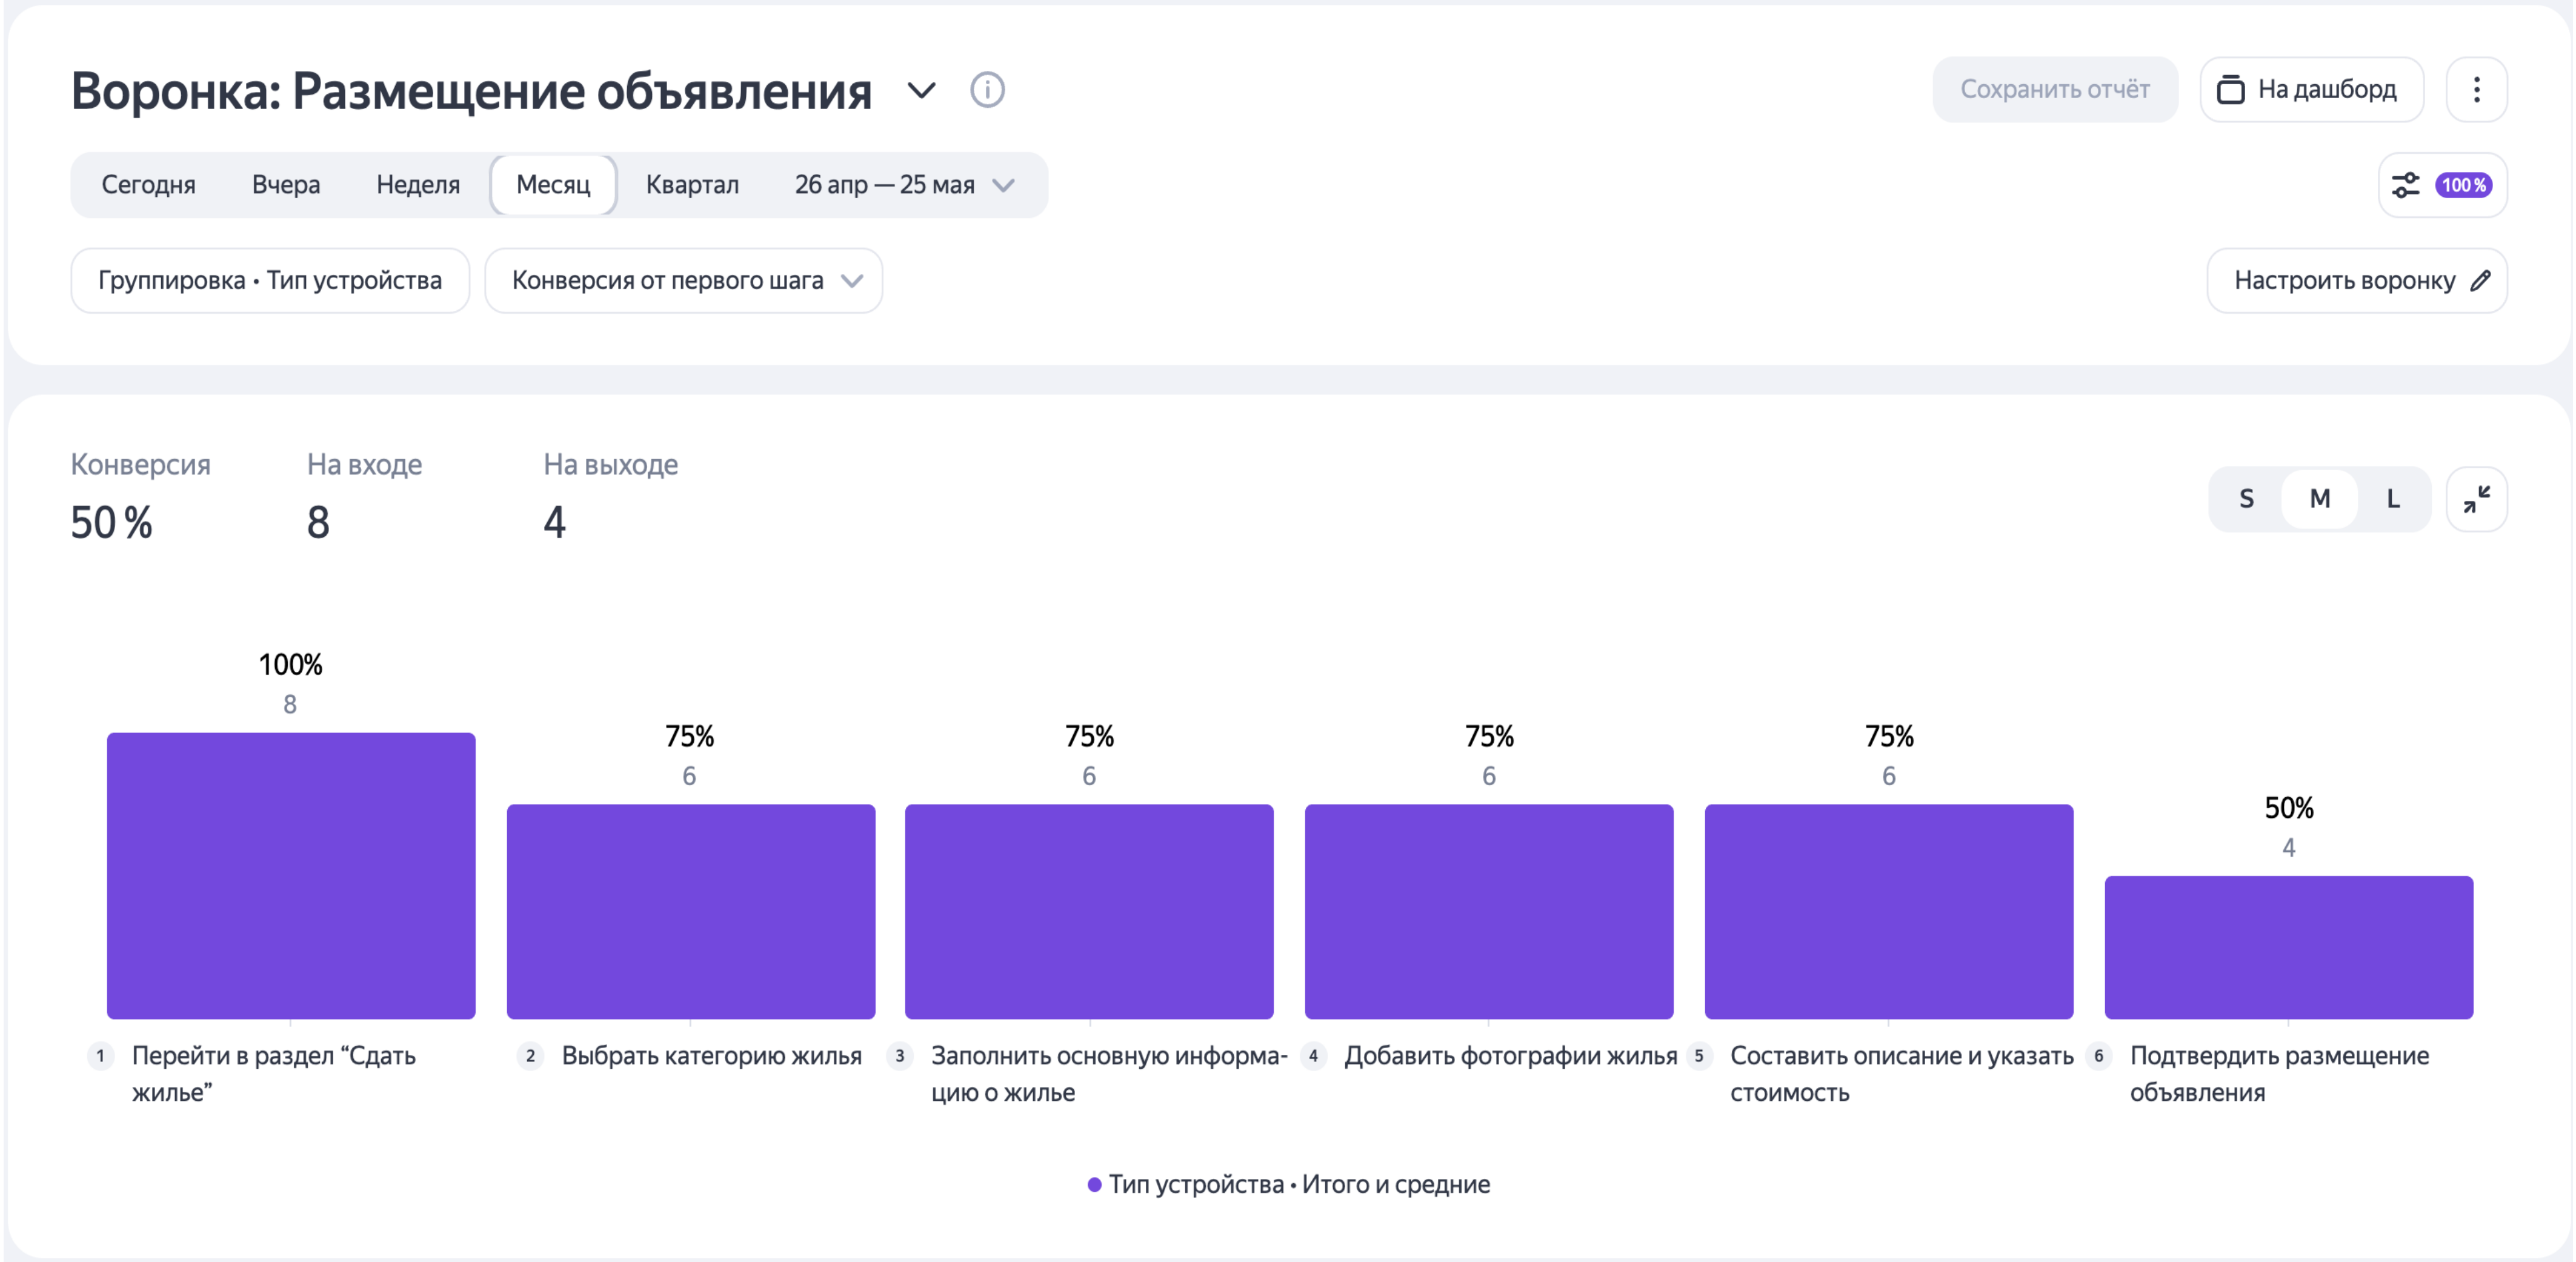 Воронка: Размещение объявления
Сохранить отчёт
На дашборд
Сегодня Вчера Неделя Месяц Квартал 26 апр — 25 мая
100 %
Группировка • Тип устройства
Конверсия от первого шага
Настроить воронку
Конверсия На входе На выходе
50 % 8 4
S M L
100%
8
75%
6
75%
6
75%
6
75%
6
50%
4
1 Перейти в раздел “Сдать
жилье”
2 Выбрать категорию жилья
3 Заполнить основную информа-
цию о жилье
4 Добавить фотографии жилья
5 Составить описание и указать
стоимость
6 Подтвердить размещение
объявления
Тип устройства • Итого и средние